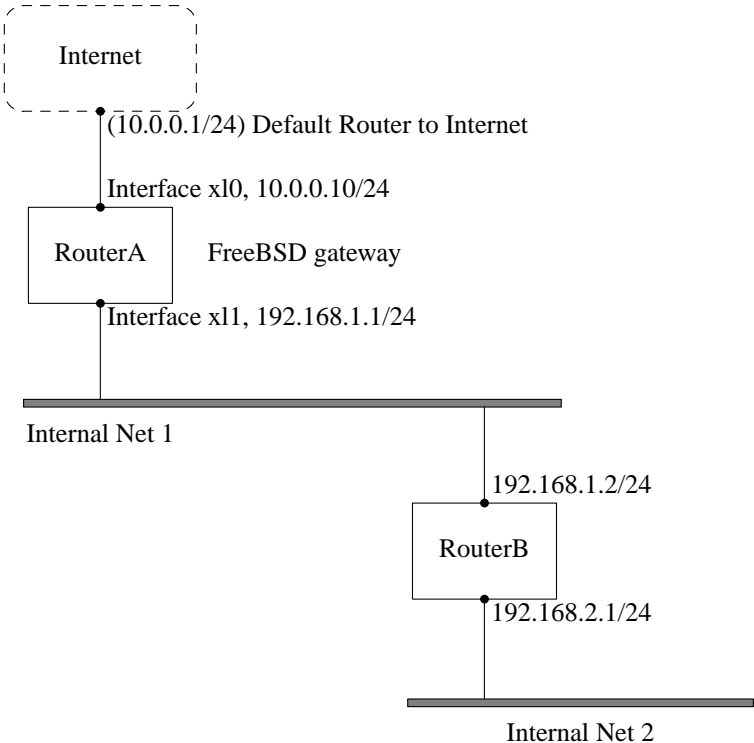 Internet
(10.0.0.1/24) Default Router to Internet
Interface xl0, 10.0.0.10/24
RouterA
FreeBSD gateway
Interface xl1, 192.168.1.1/24
Internal Net 1
192.168.1.2/24
RouterB
192.168.2.1/24
Internal Net 2